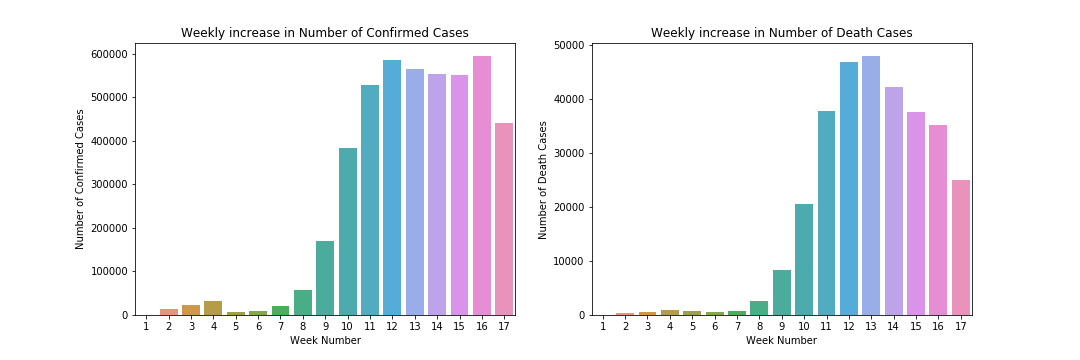 Weekly increase in Number of Confirmed Cases
Number of Confirmed Cases
600000
500000
400000
300000
200000
100000
0
1 2 3 4 5 6 7 8 9 10 11 12 13 14 15 16 17
Week Number
Weekly increase in Number of Death Cases
Number of Death Cases
50000
40000
30000
20000
10000
0
1 2 3 4 5 6 7 8 9 10 11 12 13 14 15 16 17
Week Number